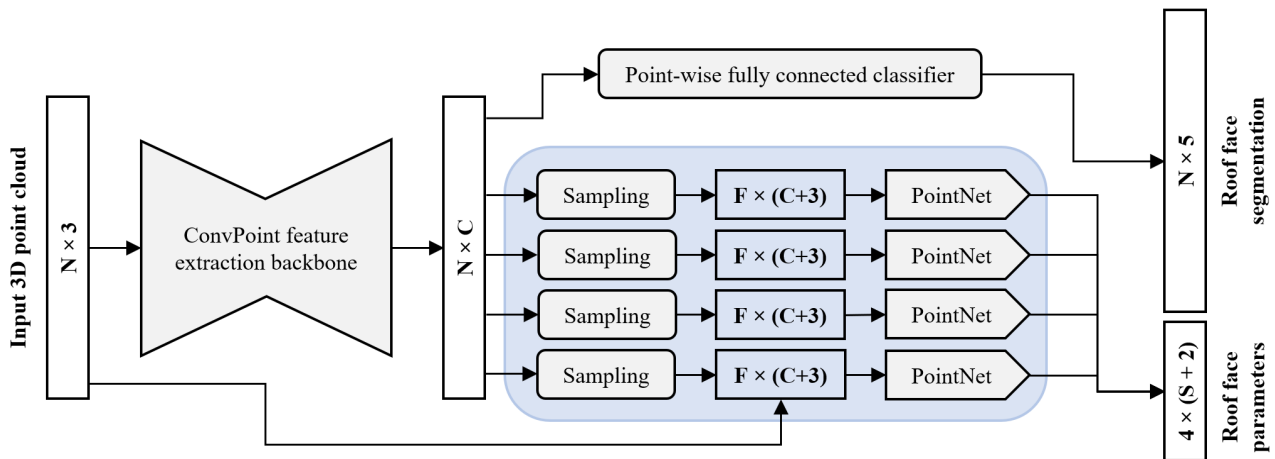 Input 3D point cloud
N × 3
ConvPoint feature
extraction backbone
N × C
Point-wise fully connected classifier
Sampling
F × (C+3)
PointNet
Sampling
F × (C+3)
PointNet
Sampling
F × (C+3)
PointNet
Sampling
F × (C+3)
PointNet
N × 5
Roof face
segmentation
4 × (S + 2)
Roof face
parameters